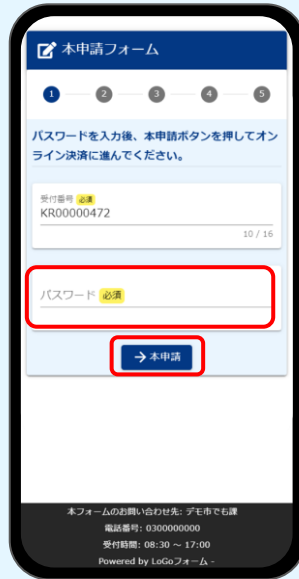 本申請フォーム
1 2 3 4 5
パスワードを入力後、本申請ボタンを押してオン
ライン決済に進んでください。
受付番号 必須
KR00000472
10 / 16
パスワード 必須
→本申請
本フォームのお問い合わせ先: デモ市でも課
電話番号: 0300000000
受付時間: 08:30 ～ 17:00
Powered by LoGoフォーム -